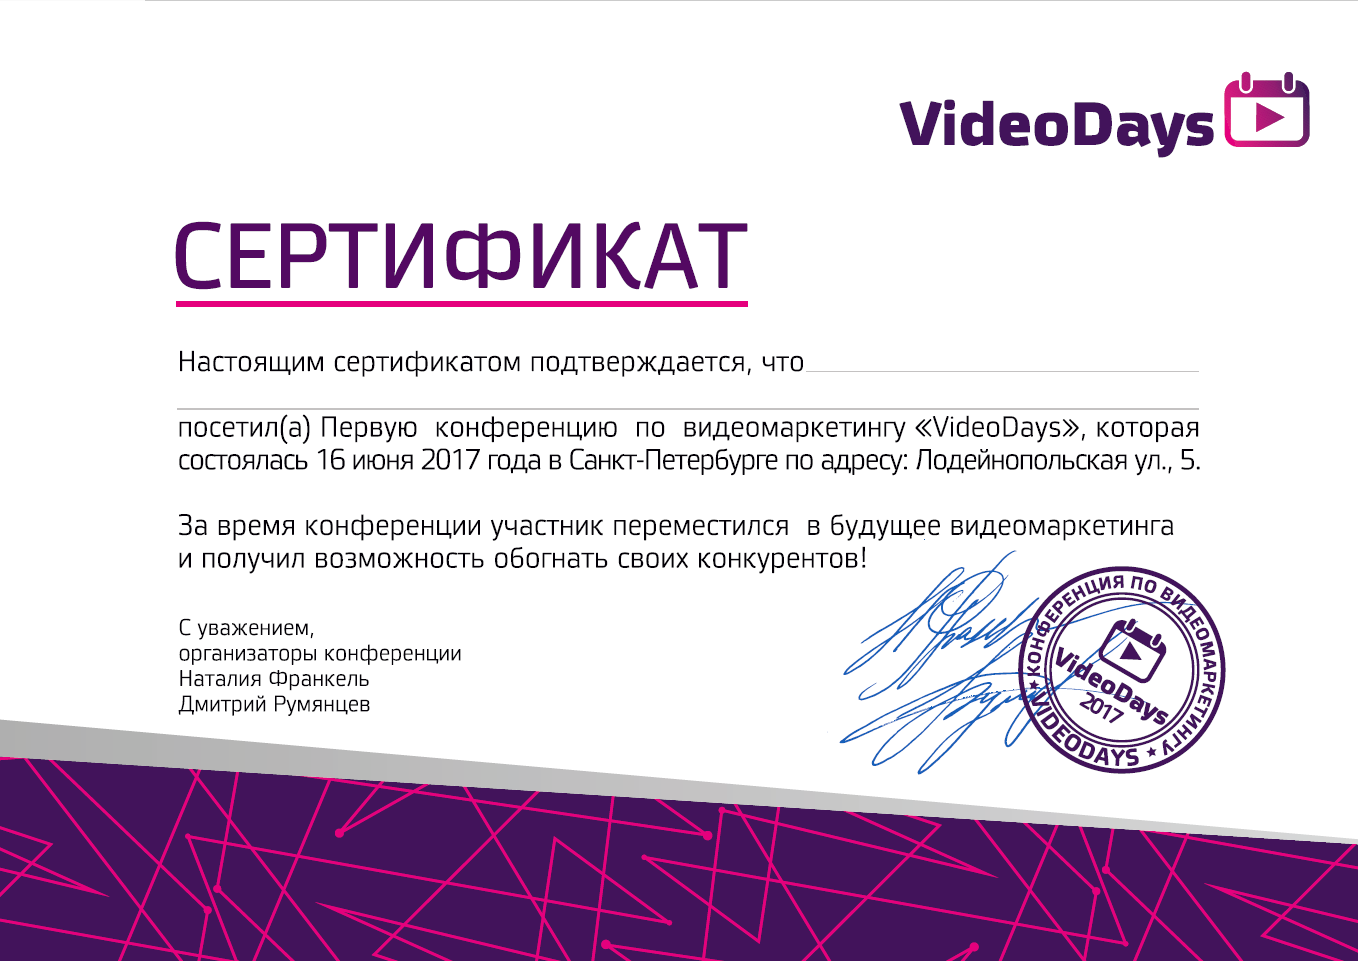 VideoDays
СЕРТИФИКАТ
Настоящим сертификатом подтверждается, что
посетил(а) Первую конференцию по видеомаркетингу «VideoDays», которая
состоялась 16 июня 2017 года в Санкт-Петербурге по адресу: Лодейнопольская ул., 5.
За время конференции участник переместился в будущее видеомаркетинга
и получил возможность обогнать своих конкурентов!
С уважением,
организаторы конференции
Наталия Франкель
Дмитрий Румянцев
КОНФЕРЕНЦИЯ ПО ВИДЕОМАРКЕТИНГУ
VideoDays
2017
VIDEODAYS